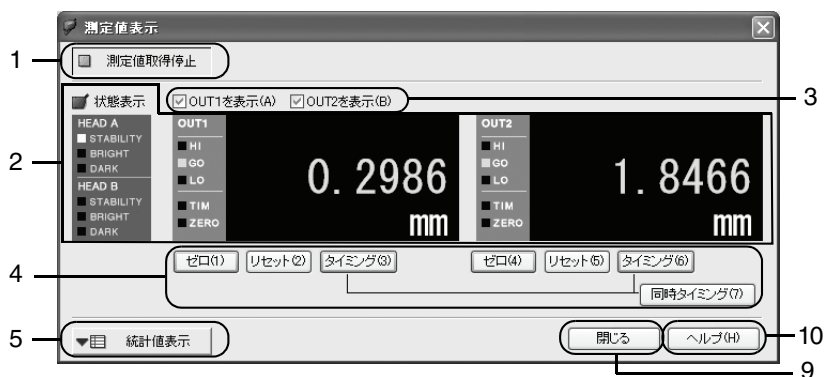 測定値表示
1
測定値取得停止
3
状態表示
OUT1を表示(A)
OUT2を表示(B)
2
HEAD A
STABILITY
BRIGHT
DARK
HEAD B
STABILITY
BRIGHT
DARK
OUT1
HI
GO
LO
TIM
ZERO
0.2986
mm
OUT2
HI
GO
LO
TIM
ZERO
1.8466
mm
4
ゼロ(1)
リセット(2)
タイミング(3)
ゼロ(4)
リセット(5)
タイミング(6)
同時タイミング(7)
5
統計値表示
閉じる
ヘルプ(H)
10
9